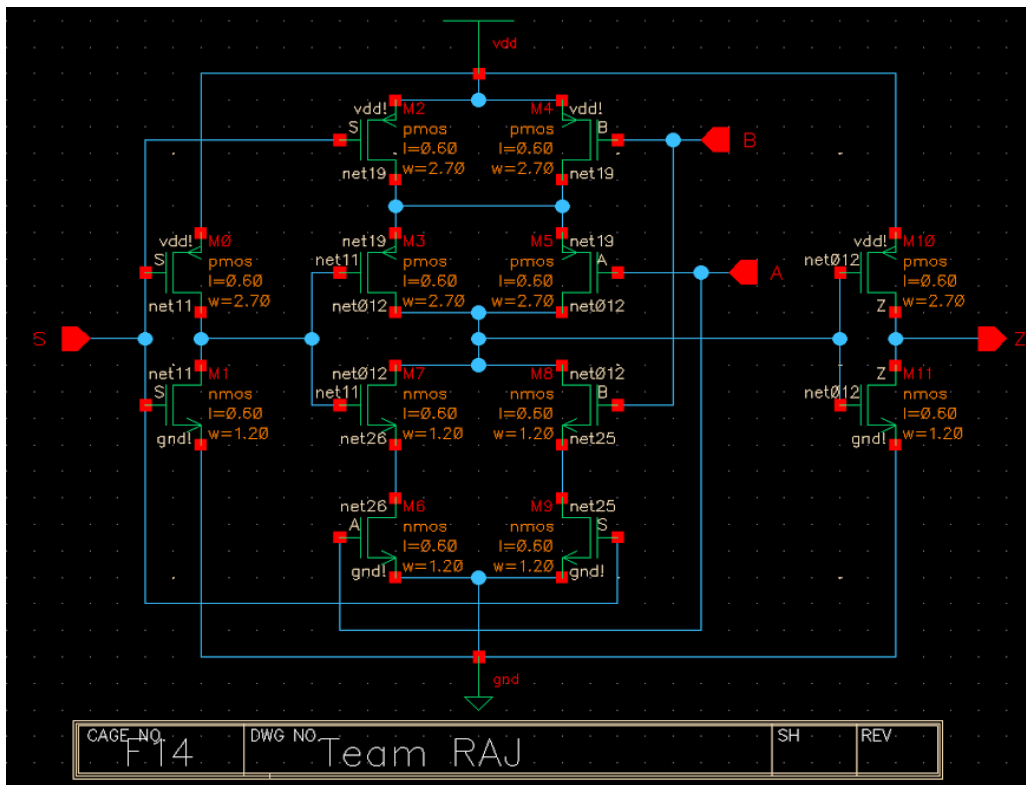 vdd
vdd! M2 M4 vdd!
S pmos pmos B
l=0.60 l=0.60
net19 w=2.70 w=2.70 net19
B
vdd! M0 net19 M3 M5 net19 vdd! M10
S pmos net11 pmos pmos A net012 pmos
l=0.60 l=0.60 l=0.60 l=0.60
net11 w=2.70 net012 w=2.70 w=2.70 net012 Z w=2.70
A
S Z
net11 M1 net012 M7 M8 net012 Z M11
S nmos net11 nmos nmos B net012 nmos
l=0.60 l=0.60 l=0.60 l=0.60
gnd! w=1.20 net26 w=1.20 w=1.20 net25 gnd! w=1.20
net26 M6 M9 net25
A nmos nmos S
l=0.60 l=0.60
gnd! w=1.20 w=1.20 gnd!
gnd
CAGE NO. DWG NO. SH REV
F14 Team RAJ